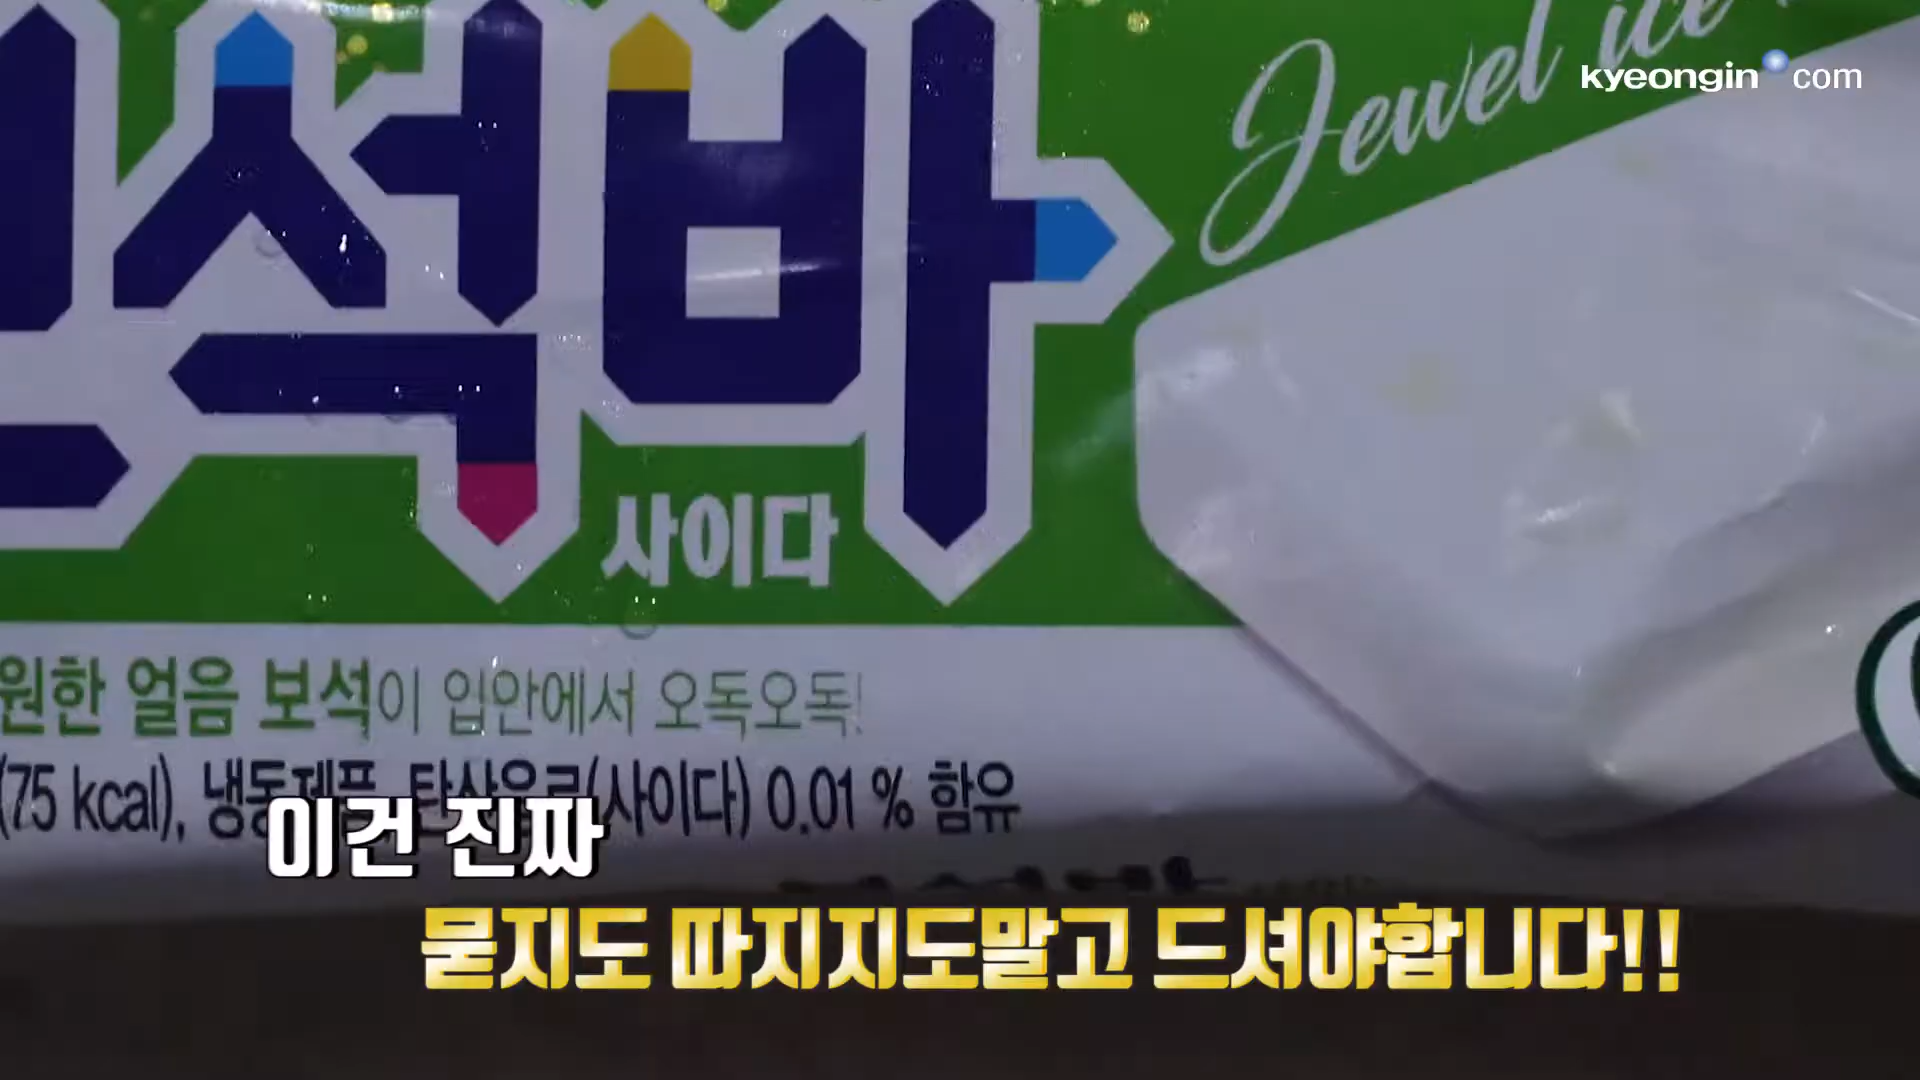 kyeongin com
Jewel ice
석바
사이다
원한 얼음 보석이 입안에서 오독오독!
(75 kcal), 냉동제품, 탄산음료(사이다) 0.01 % 함유
이건 진짜
묻지도 따지지도말고 드셔야합니다!!